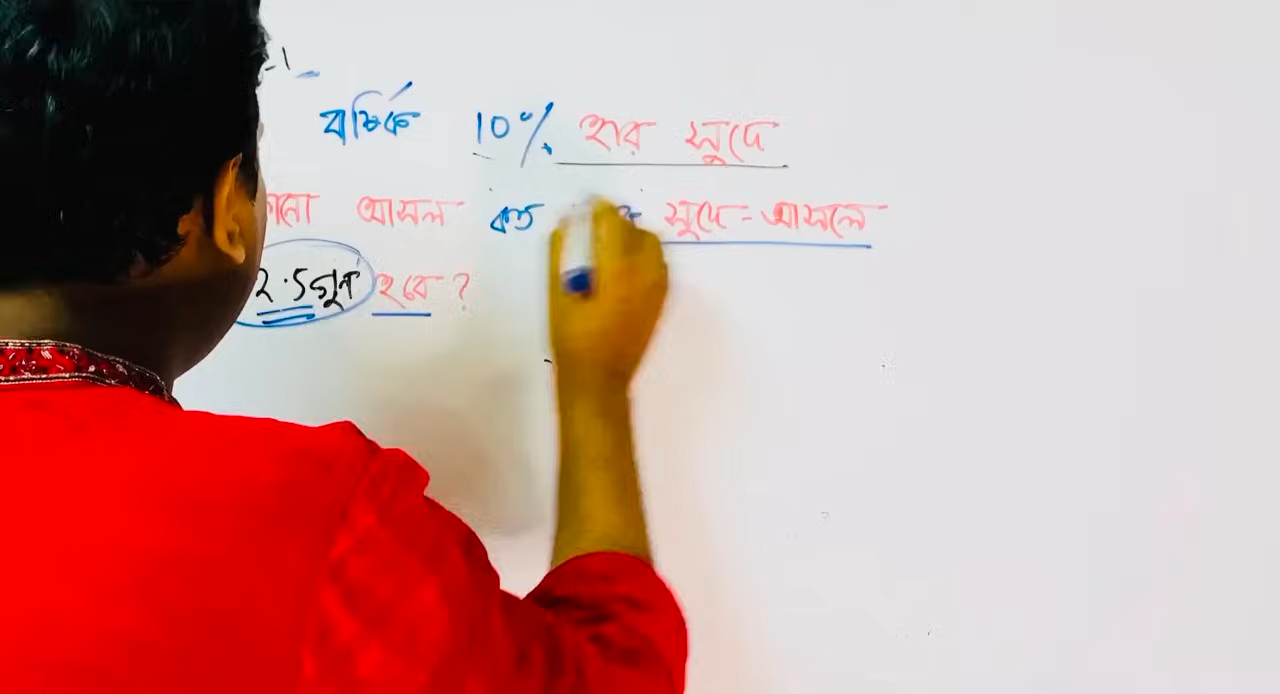 বার্ষিক 10% হার সুদে
আসল কত সুদে-আসলে
2.5গুণ হবে?